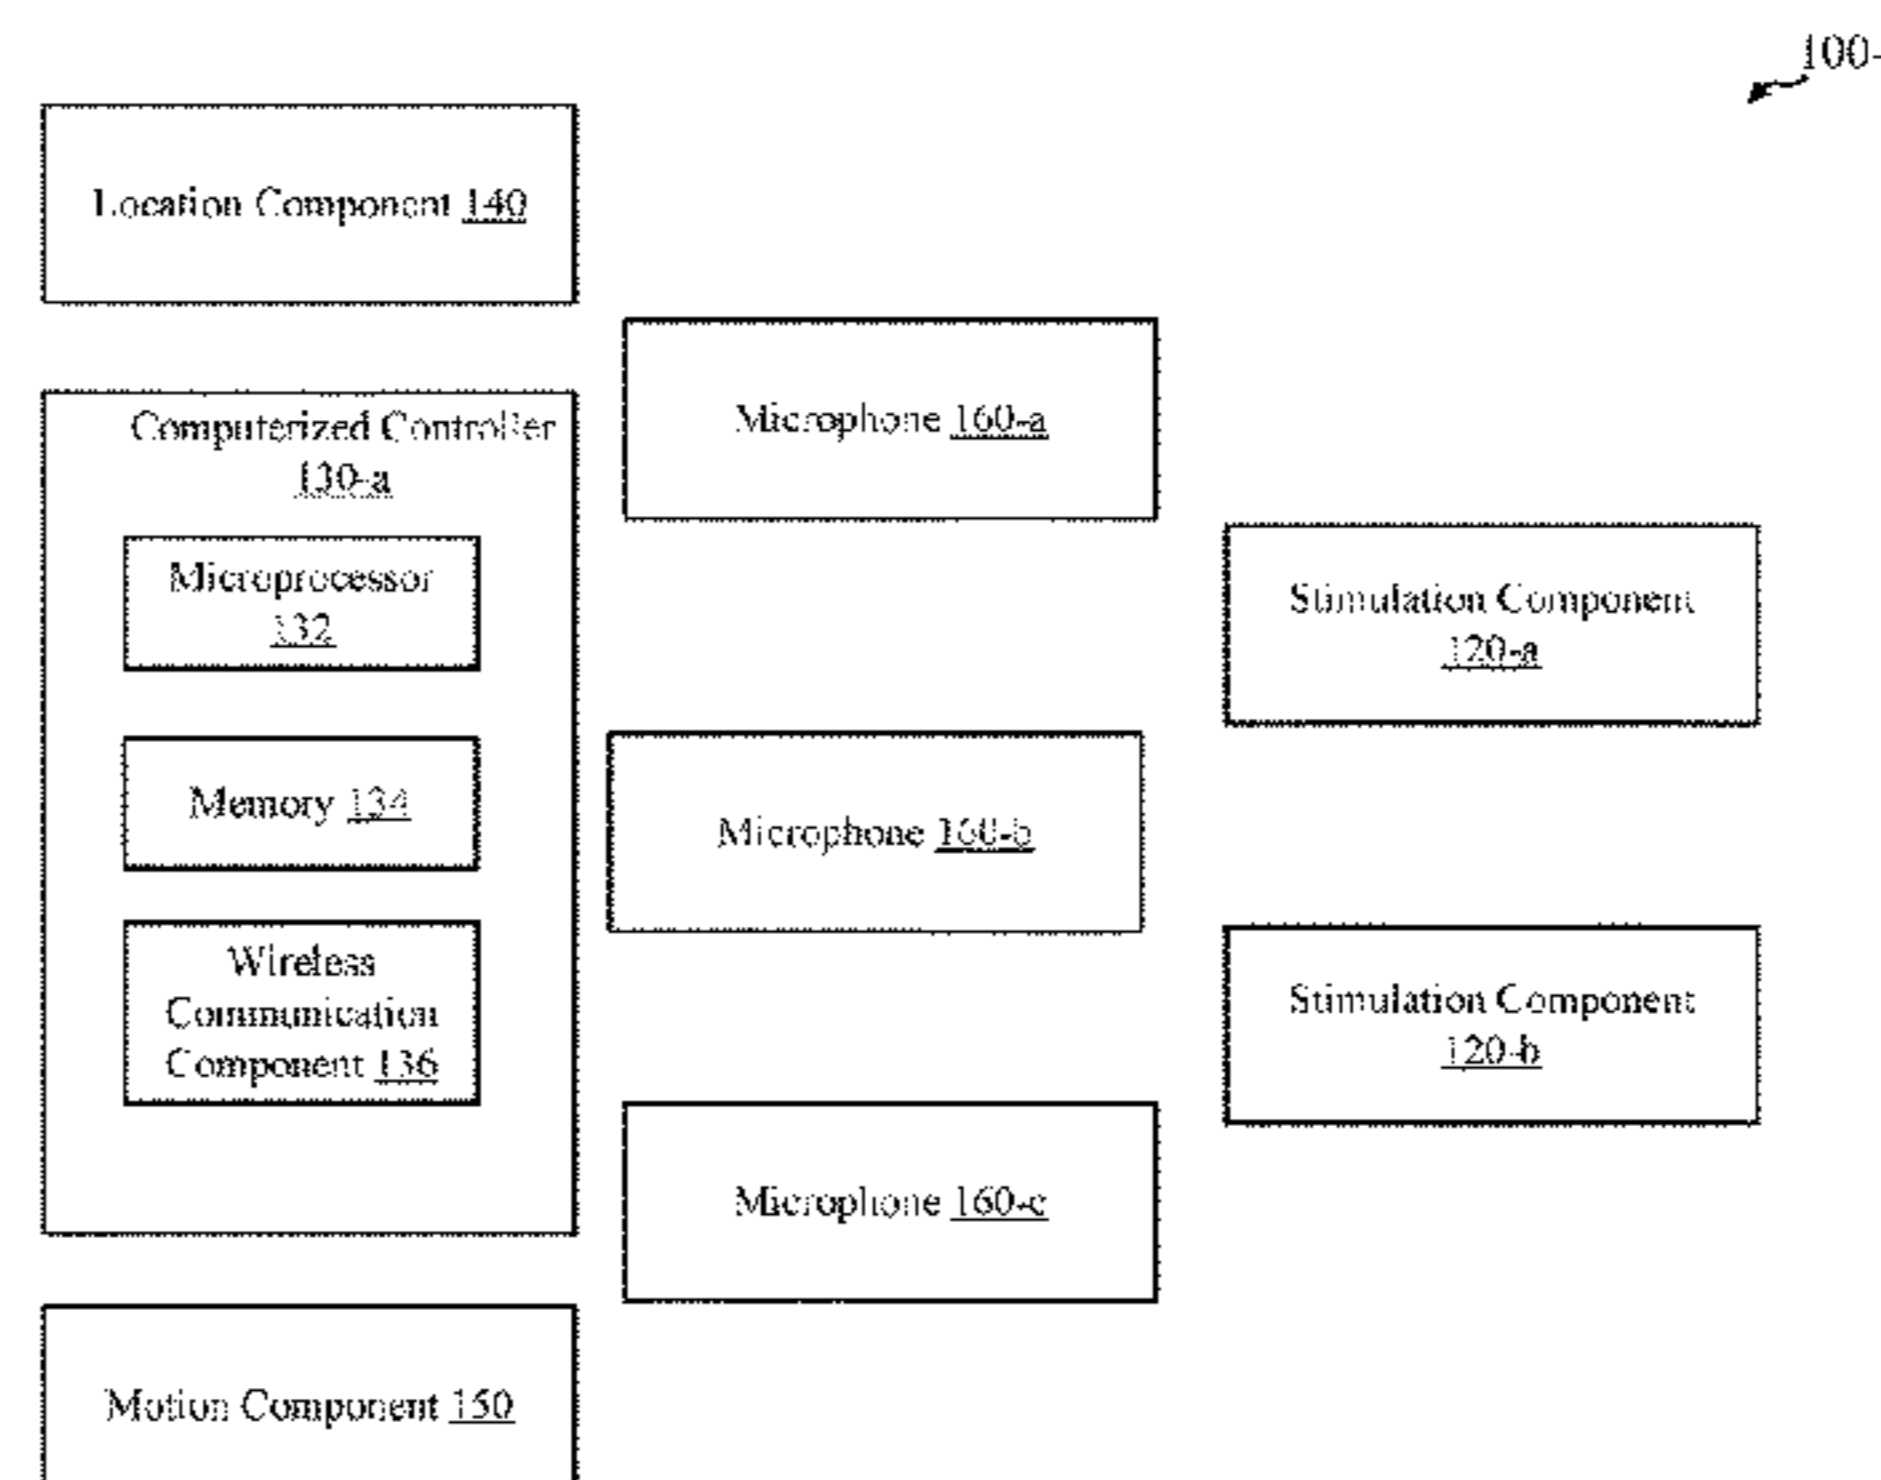 100-
Location Component 140
Computerized Controller
130-a
Microprocessor
132
Memory 134
Wireless
Communication
Component 136
Motion Component 150
Microphone 160-a
Microphone 160-b
Microphone 160-c
Stimulation Component
120-a
Stimulation Component
120-b